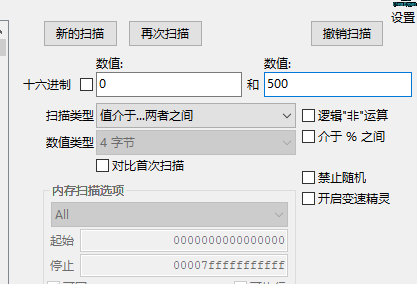 设置
新的扫描 再次扫描 撤销扫描
数值: 数值:
十六进制 0 和 500
扫描类型 值介于...两者之间 逻辑"非"运算
数值类型 4 字节 介于 % 之间
对比首次扫描
禁止随机
内存扫描选项 开启变速精灵
All
起始 0000000000000000
停止 00007fffffffffff